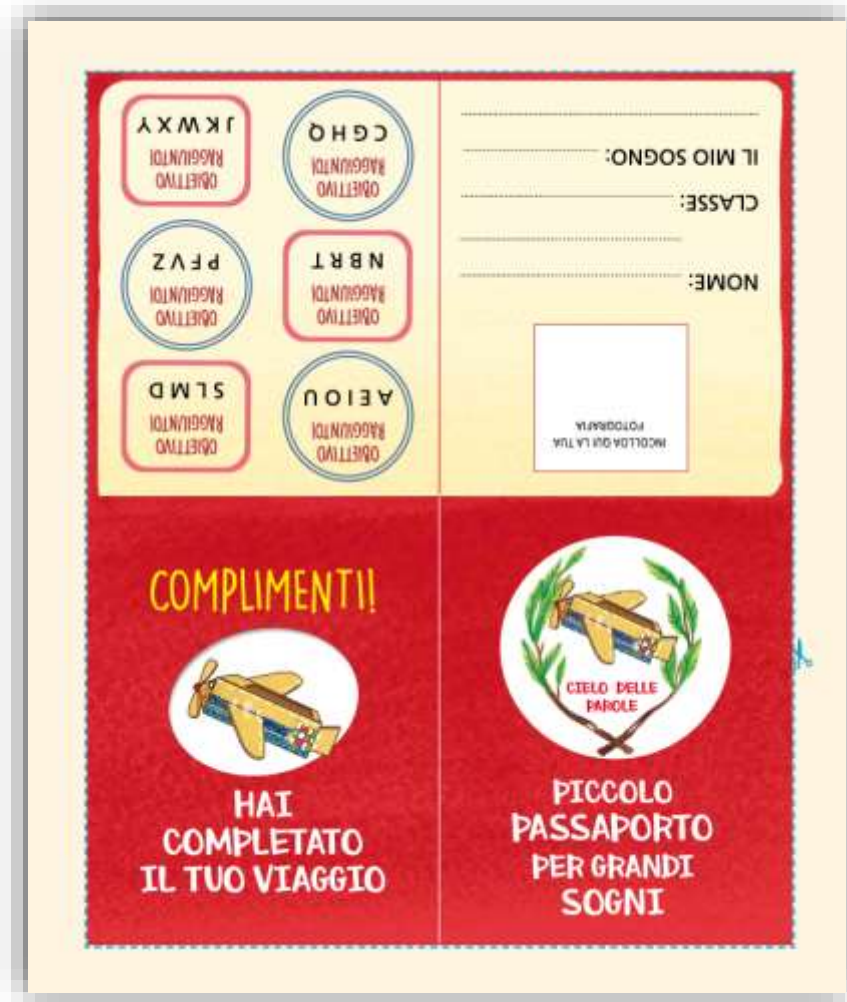 COMPLIMENTI!
HAI
COMPLETATO
IL TUO VIAGGIO
CIELO DELLE
PAROLE
PICCOLO
PASSAPORTO
PER GRANDI
SOGNI
INCOLLA QUI LA TUA
FOTOGRAFIA
NOME:
CLASSE:
IL MIO SOGNO:
OBIETTIVO
RAGGIUNTO!
A E I O U
OBIETTIVO
RAGGIUNTO!
S L M D
OBIETTIVO
RAGGIUNTO!
N B R T
OBIETTIVO
RAGGIUNTO!
P F V Z
OBIETTIVO
RAGGIUNTO!
C G H Q
OBIETTIVO
RAGGIUNTO!
J K W X Y